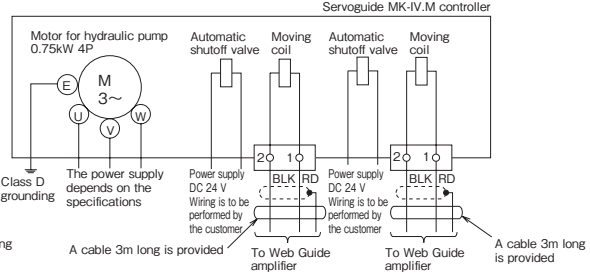 Servoguide MK-IV.M controller
Motor for hydraulic pump
0.75kW 4P
Automatic
shutoff valve
Moving
coil
Automatic
shutoff valve
Moving
coil
M
3~
E
U
V
W
2 1
2 1
BLK RD
BLK RD
Class D
grounding
The power supply
depends on the
specifications
Power supply
DC 24 V
Wiring is to be
performed by
the customer
Power supply
DC 24 V
Wiring is to be
performed by
the customer
ng
A cable 3m long is provided
To Web Guide
amplifier
To Web Guide
amplifier
A cable 3m long
is provided